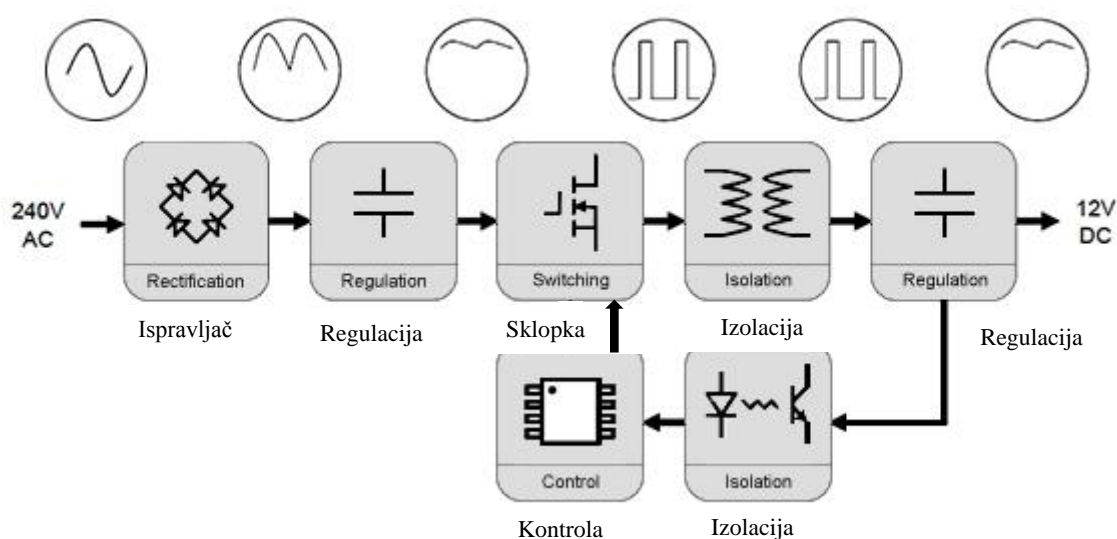 240V
AC
Rectification
Regulation
Switching
Isolation
Regulation
12V
DC
Ispravljač
Regulacija
Sklopka
Izolacija
Regulacija
Control
Isolation
Kontrola
Izolacija